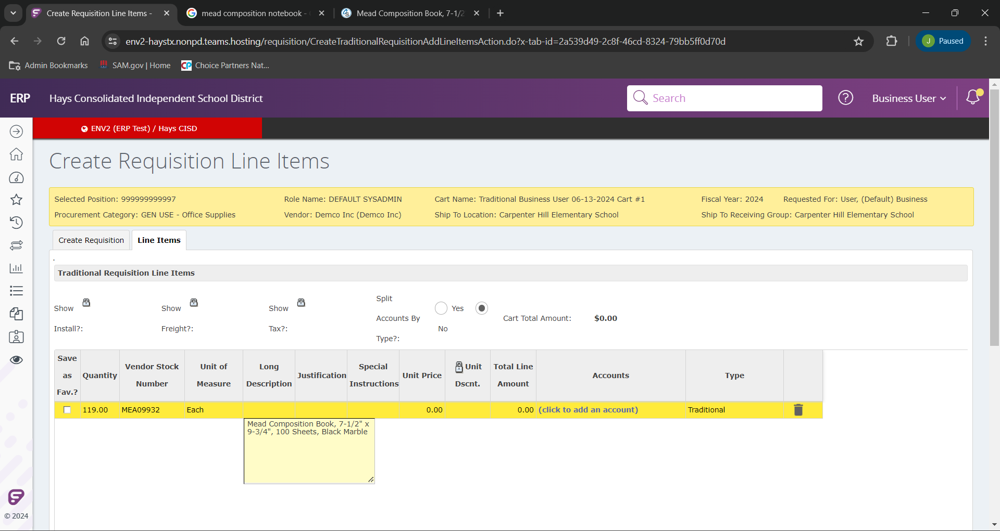 Create Requisition Line Items -
mead composition notebook -
Mead Composition Book, 7-1/2
env2-haystx.nonpd.teams.hosting/requisition/CreateTraditionalRequisitionAddLineItemsAction.do?x-tab-id=2a539d49-2c8f-46cd-8324-79bb5ff0d70d
J Paused
Admin Bookmarks
SAM.gov | Home
CP Choice Partners Nat...
ERP
Hays Consolidated Independent School District
Search
?
Business User
ENV2 (ERP Test) / Hays CISD
Create Requisition Line Items
Selected Position: 999999999997
Role Name: DEFAULT SYSADMIN
Cart Name: Traditional Business User 06-13-2024 Cart #1
Fiscal Year: 2024
Requested For: User, (Default) Business
Procurement Category: GEN USE - Office Supplies
Vendor: Demco Inc (Demco Inc)
Ship To Location: Carpenter Hill Elementary School
Ship To Receiving Group: Carpenter Hill Elementary School
Create Requisition
Line Items
.
Traditional Requisition Line Items
Show
Install?:
Show
Freight?:
Show
Tax?:
Split
Accounts By
Type?:
Yes
No
Cart Total Amount:
$0.00
Save
as
Fav.?
Quantity
Vendor Stock
Number
Unit of
Measure
Long
Description
Justification
Special
Instructions
Unit Price
Unit
Dscnt.
Total Line
Amount
Accounts
Type
119.00
MEA09932
Each
0.00
0.00
(click to add an account)
Traditional
Mead Composition Book, 7-1/2" x
9-3/4", 100 Sheets, Black Marble
© 2024